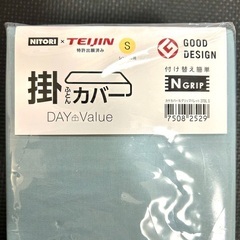 NITORI × TEIJIN
特許出願済み
S
GOOD
DESIGN
掛ふとんカバー
DAY Value
付け替え簡単
N GRIP
7508 2529